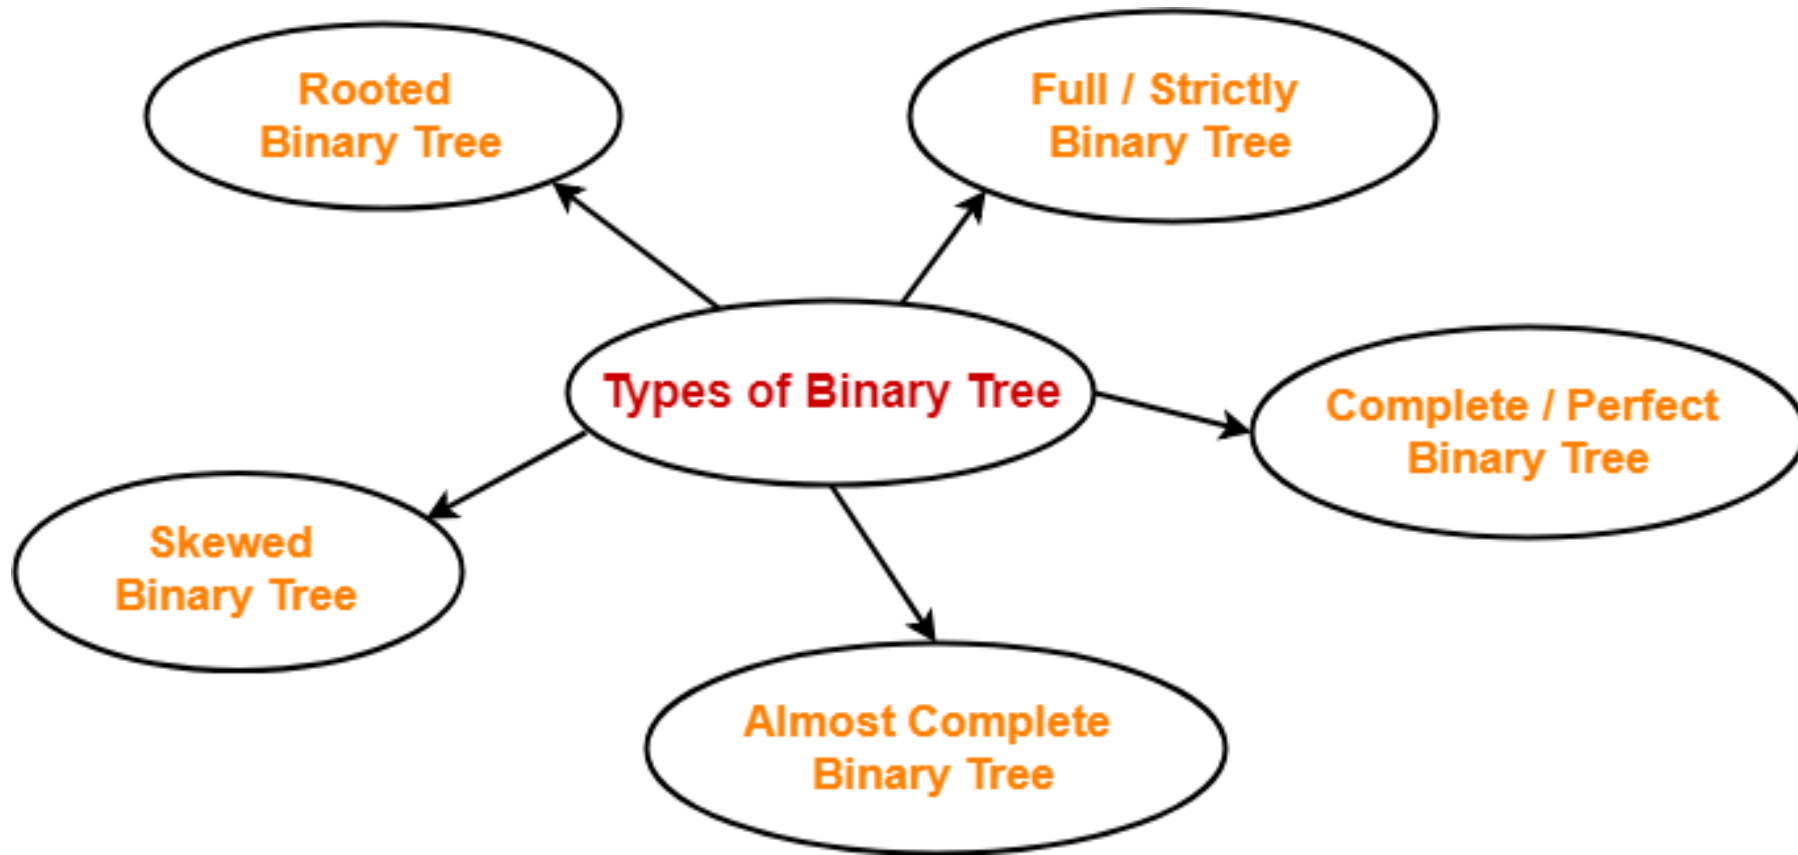 Rooted
Binary Tree
Full / Strictly
Binary Tree
Types of Binary Tree
Complete / Perfect
Binary Tree
Skewed
Binary Tree
Almost Complete
Binary Tree